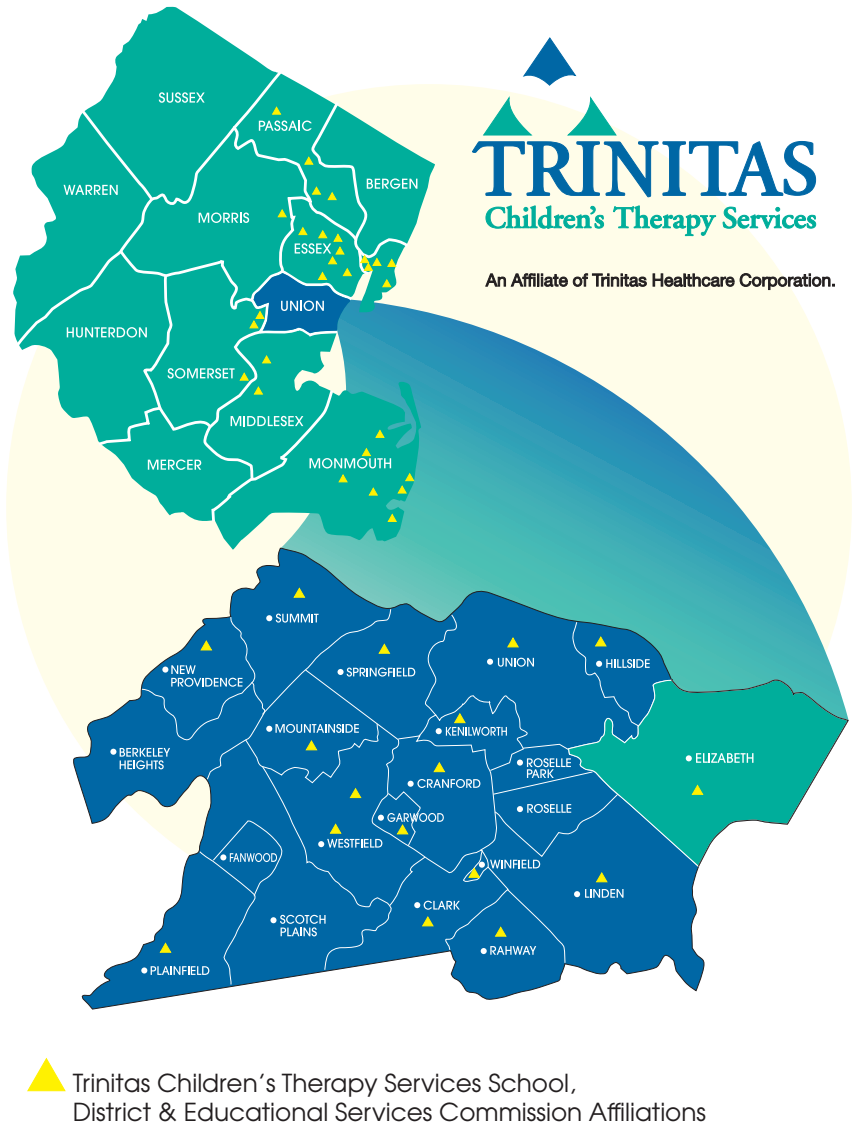 SUSSEX
PASSAIC
WARREN
BERGEN
MORRIS
ESSEX
UNION
HUNTERDON
SOMERSET
MIDDLESEX
MERCER
MONMOUTH
TRINITAS
Children's Therapy Services
An Affiliate of Trinitas Healthcare Corporation.
SUMMIT
NEW
PROVIDENCE
SPRINGFIELD
UNION
HILLSIDE
BERKELEY
HEIGHTS
MOUNTAINSIDE
KENILWORTH
ROSELLE
PARK
ELIZABETH
CRANFORD
GARWOOD
ROSELLE
WESTFIELD
FANWOOD
WINFIELD
CLARK
LINDEN
SCOTCH
PLAINS
RAHWAY
PLAINFIELD
Trinitas Children's Therapy Services School,
District & Educational Services Commission Affiliations